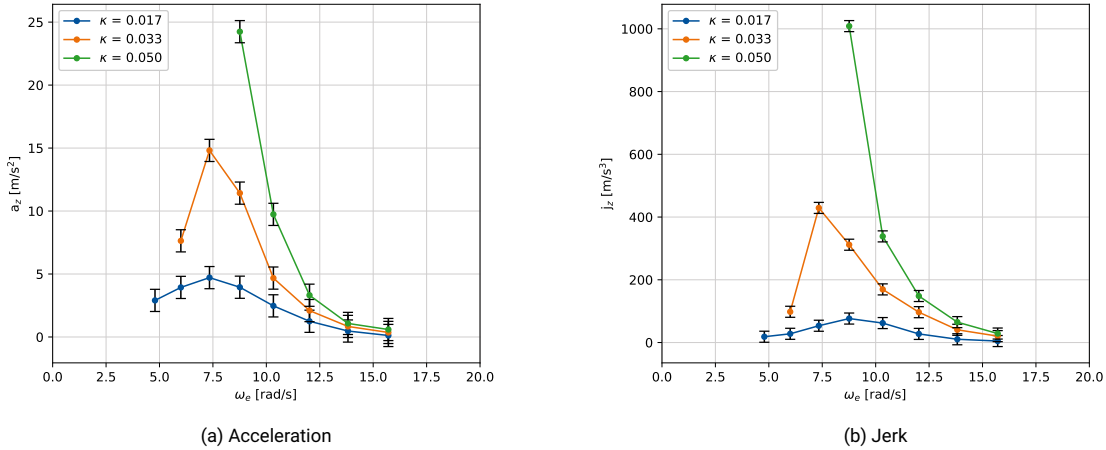 κ = 0.017
κ = 0.033
κ = 0.050
25
20
15
10
5
0
a_z [m/s²]
0.0 2.5 5.0 7.5 10.0 12.5 15.0 17.5 20.0
ω_e [rad/s]
(a) Acceleration
κ = 0.017
κ = 0.033
κ = 0.050
1000
800
600
400
200
0
j_z [m/s³]
0.0 2.5 5.0 7.5 10.0 12.5 15.0 17.5 20.0
ω_e [rad/s]
(b) Jerk